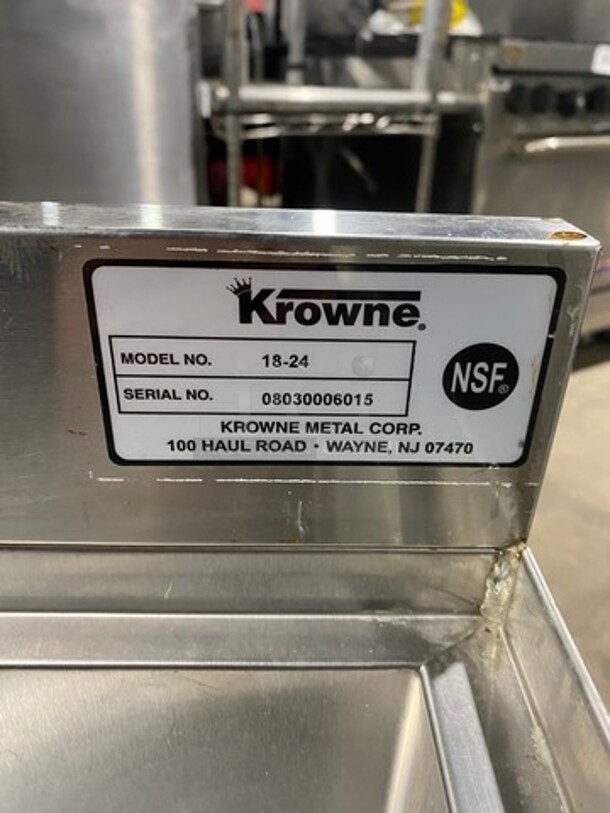 Krowne®
MODEL NO. 18-24
SERIAL NO. 08030006015
NSF®
KROWNE METAL CORP.
100 HAUL ROAD • WAYNE, NJ 07470